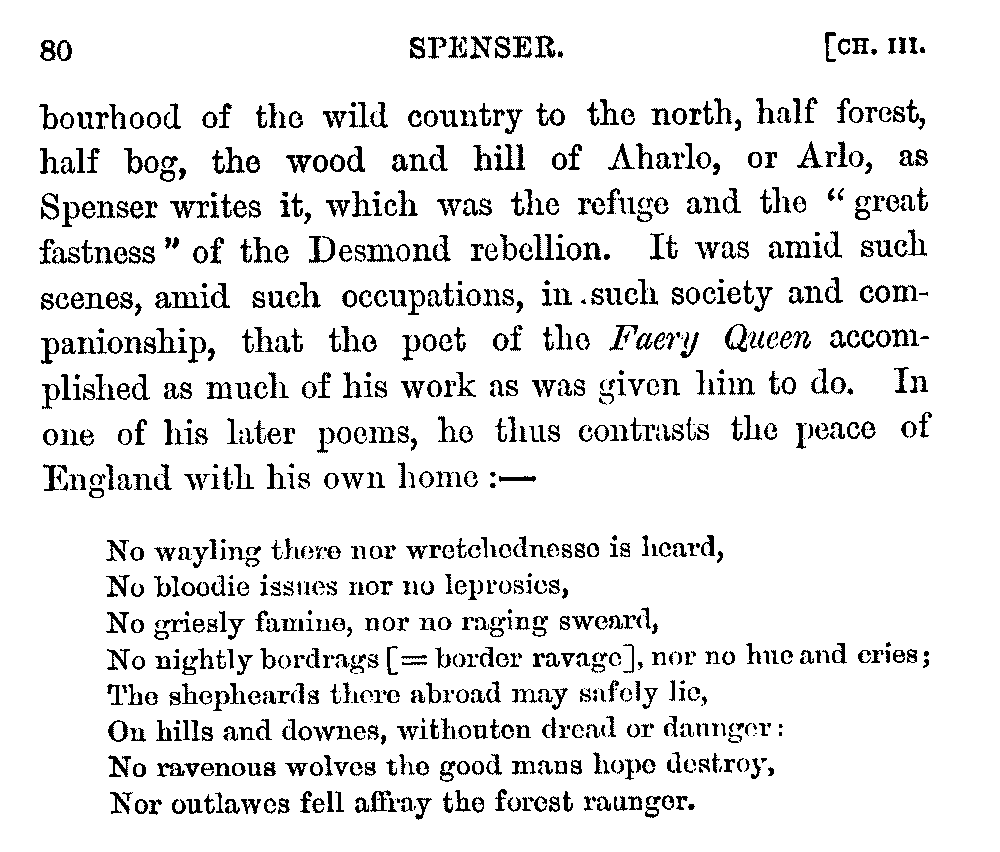 80 SPENSER. [CH. III.
bourhood of the wild country to the north, half forest,
half bog, the wood and hill of Aharlo, or Arlo, as
Spenser writes it, which was the refuge and the “ great
fastness ” of the Desmond rebellion. It was amid such
scenes, amid such occupations, in such society and com-
panionship, that the poet of the Faery Queen accom-
plished as much of his work as was given him to do. In
one of his later poems, he thus contrasts the peace of
England with his own home :—
No wayling there nor wretchednesse is heard,
No bloodie issues nor no leprosies,
No griesly famine, nor no raging sweard,
No nightly bordrags [= border ravage], nor no hue and cries;
The shepheards there abroad may safely lie,
On hills and downes, withouten dread or daunger:
No ravenous wolves the good mans hope destroy,
Nor outlawes fell affray the forest raunger.